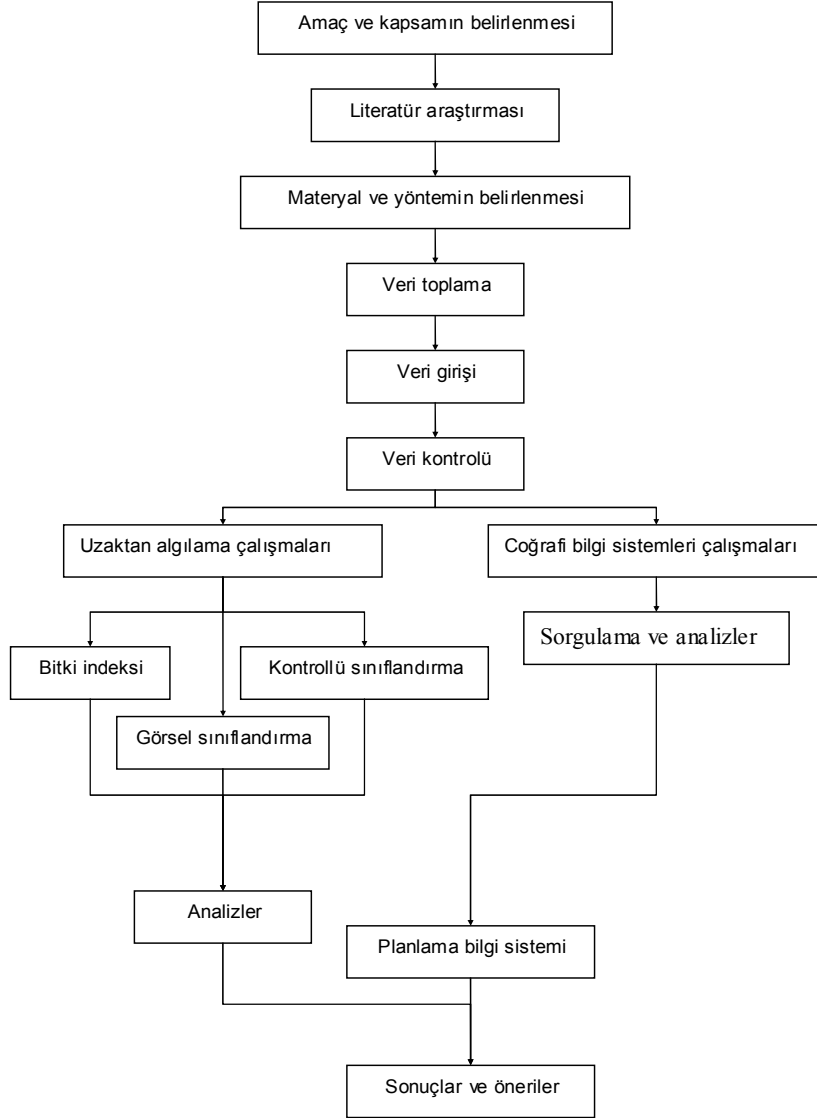 Amaç ve kapsamın belirlenmesi
Literatür araştırması
Materyal ve yöntemin belirlenmesi
Veri toplama
Veri girişi
Veri kontrolü
Uzaktan algılama çalışmaları
Coğrafi bilgi sistemleri çalışmaları
Sorgulama ve analizler
Bitki indeksi
Kontrollü sınıflandırma
Görsel sınıflandırma
Analizler
Planlama bilgi sistemi
Sonuçlar ve öneriler